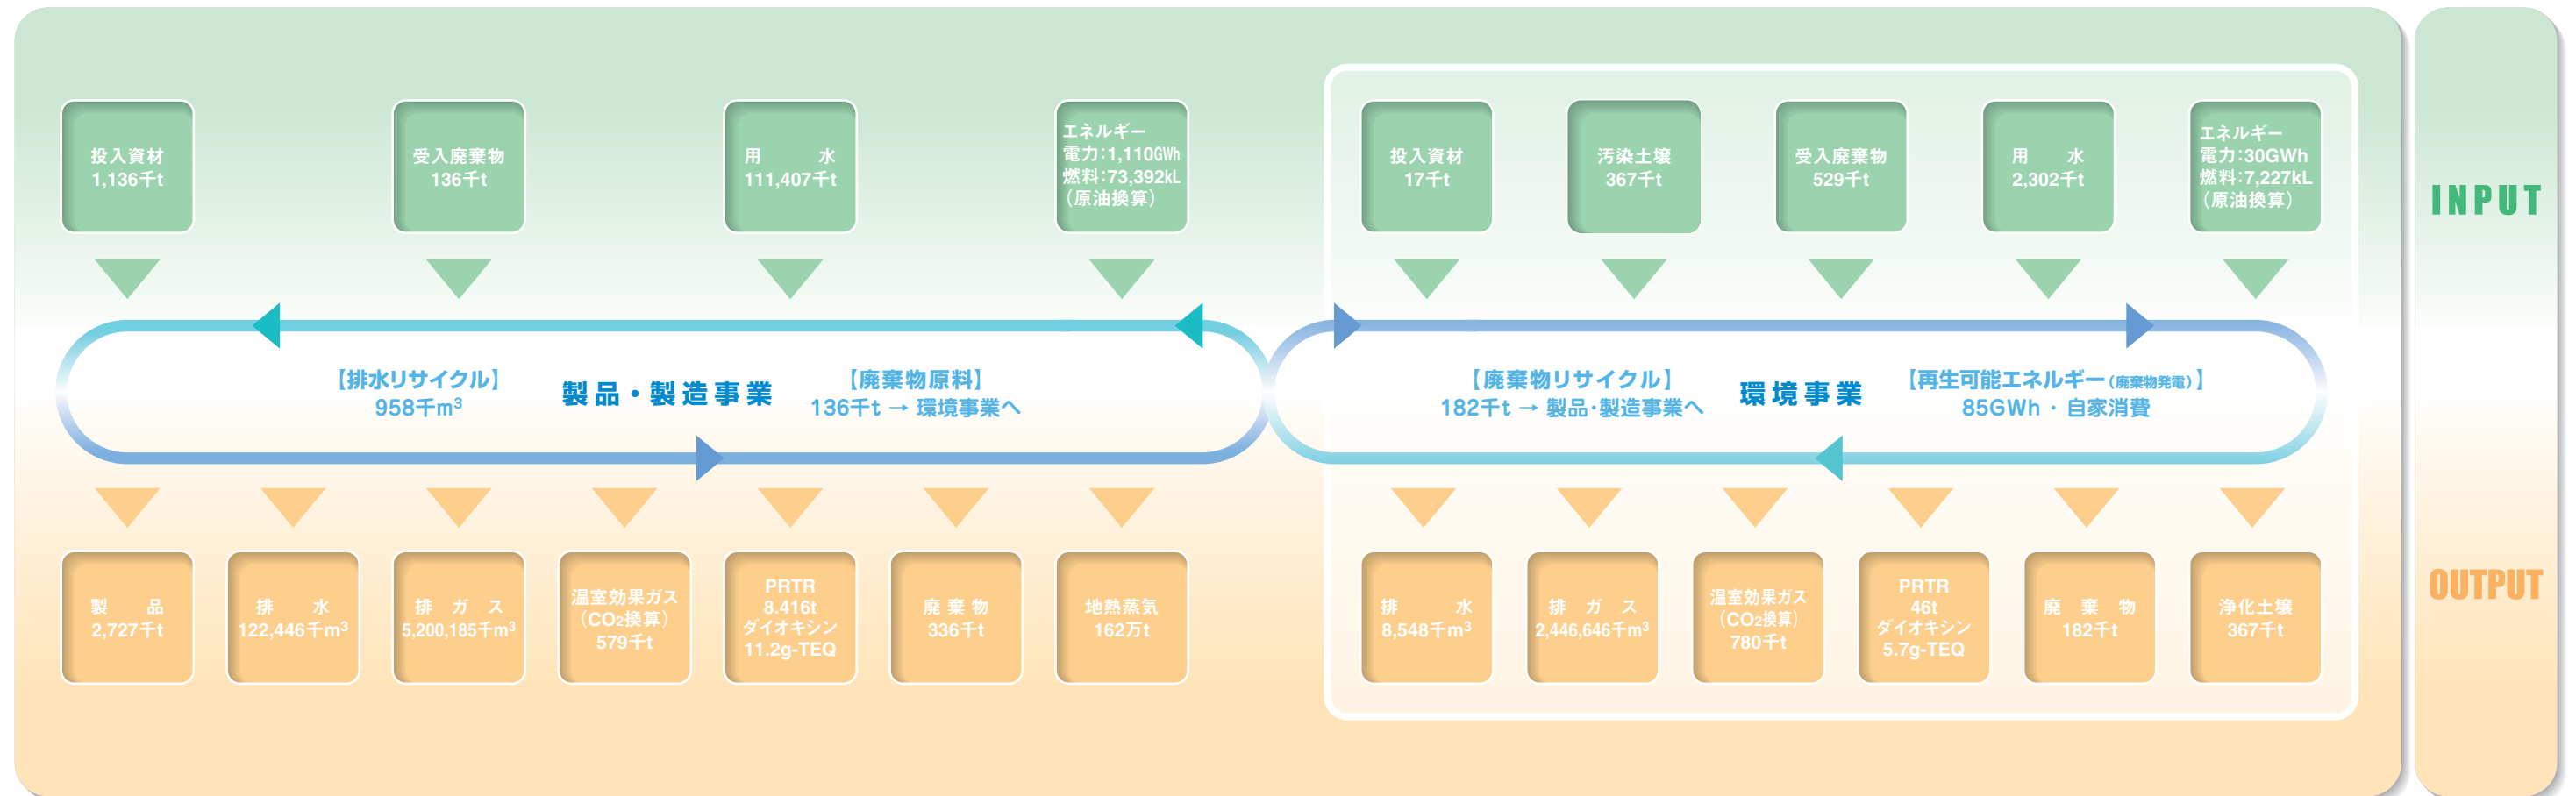 投入資材
1,136千t
受入廃棄物
136千t
用　水
111,407千t
エネルギー
電力:1,110GWh
燃料:73,392kL
（原油換算）
投入資材
17千t
汚染土壌
367千t
受入廃棄物
529千t
用　水
2,302千t
エネルギー
電力:30GWh
燃料:7,227kL
（原油換算）
INPUT
【排水リサイクル】
958千m³
製品・製造事業
【廃棄物原料】
136千t → 環境事業へ
【廃棄物リサイクル】
182千t → 製品・製造事業へ
環境事業
【再生可能エネルギー（廃棄物発電）】
85GWh・自家消費
製　品
2,727千t
排　水
122,446千m³
排 ガ ス
5,200,185千m³
温室効果ガス
（CO2換算）
579千t
PRTR
8.416t
ダイオキシン
11.2g-TEQ
廃 棄 物
336千t
地熱蒸気
162万t
排　水
8,548千m³
排 ガ ス
2,446,646千m³
温室効果ガス
（CO2換算）
780千t
PRTR
46t
ダイオキシン
5.7g-TEQ
廃 棄 物
182千t
浄化土壌
367千t
OUTPUT